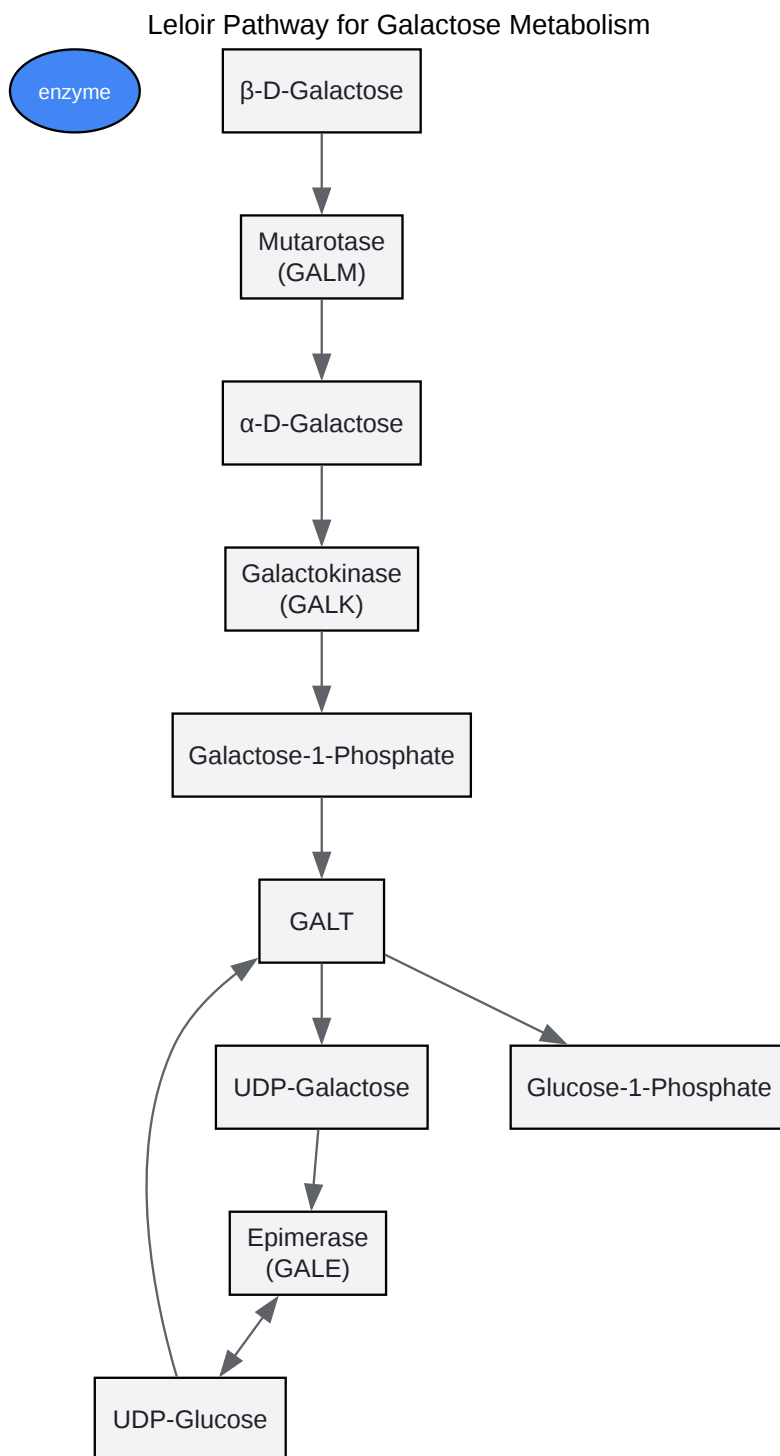 Leloir Pathway for Galactose Metabolism
enzyme
β-D-Galactose
Mutarotase
(GALM)
α-D-Galactose
Galactokinase
(GALK)
Galactose-1-Phosphate
GALT
UDP-Galactose
Glucose-1-Phosphate
Epimerase
(GALE)
UDP-Glucose